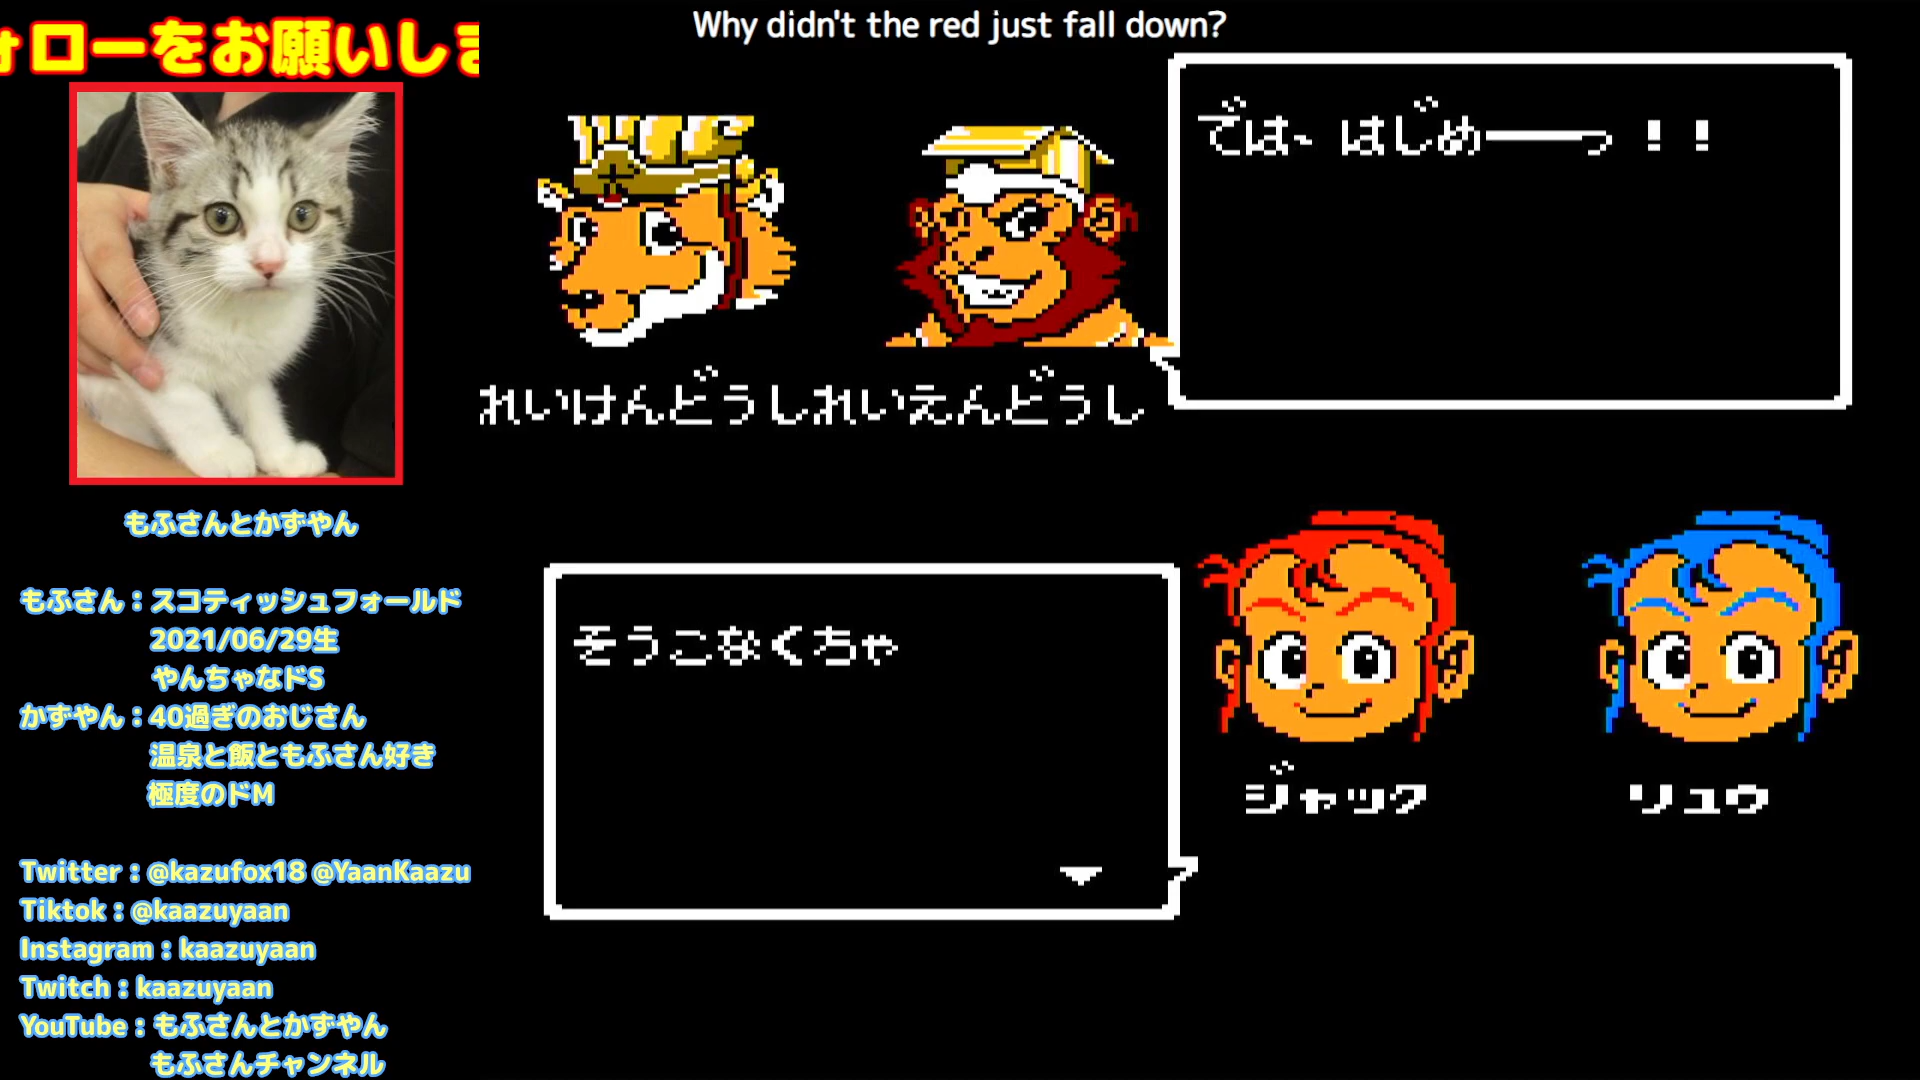 ォローをお願いしま
もふさんとかずやん
もふさん：スコティッシュフォールド
2021/06/29生
やんちゃなドS
かずやん：40過ぎのおじさん
温泉と飯ともふさん好き
極度のドM
Twitter：@kazufox18 @YaanKaazu
Tiktok：@kaazuyaan
Instagram：kaazuyaan
Twitch：kaazuyaan
YouTube：もふさんとかずやん
もふさんチャンネル
Why didn't the red just fall down?
では、はじめーーっ！！
れいけんどうし
れいえんどうし
そうこなくちゃ
ジャック
リュウ